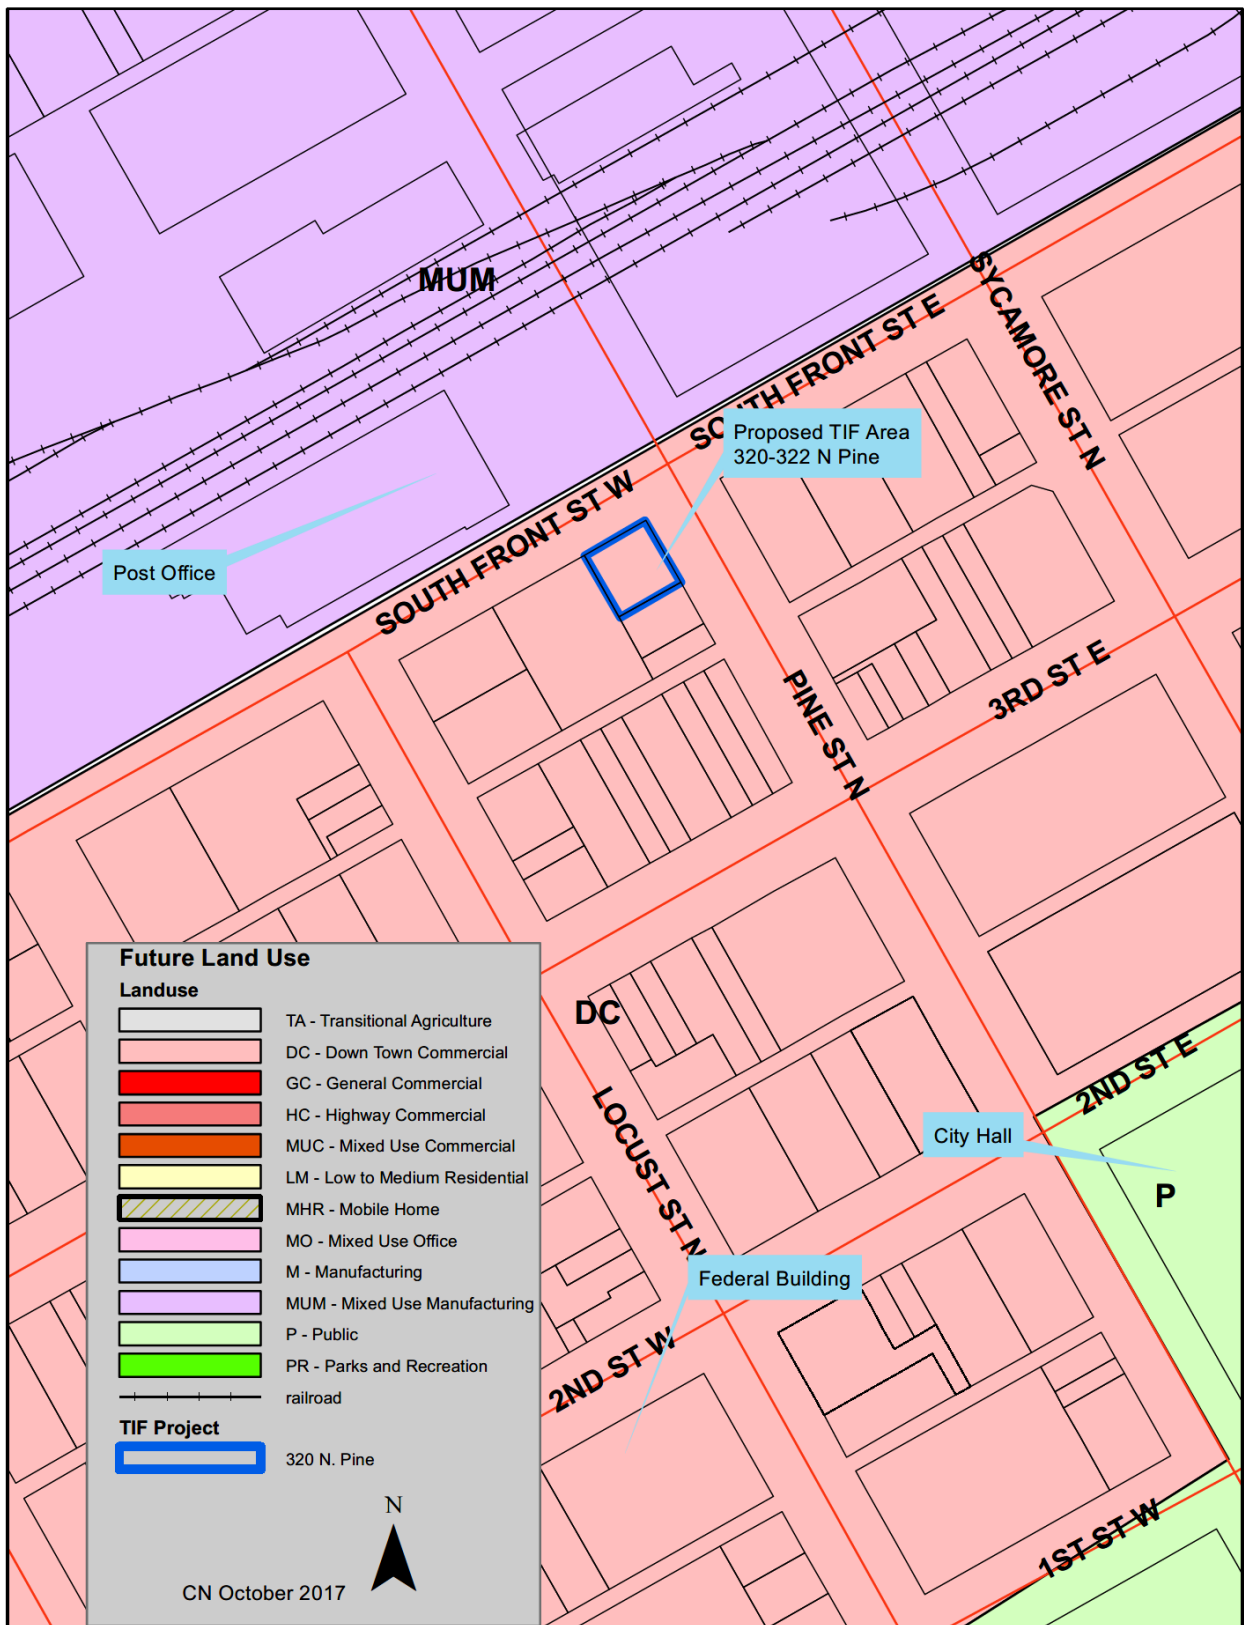 MUM
SYCAMORE ST N
SOUTH FRONT ST E
Proposed TIF Area
320-322 N Pine
SOUTH FRONT ST W
Post Office
3RD ST E
PINE ST N
DC
2ND ST E
LOCUST ST N
City Hall
P
Federal Building
2ND ST W
1ST ST W
Future Land Use
Landuse
TA - Transitional Agriculture
DC - Down Town Commercial
GC - General Commercial
HC - Highway Commercial
MUC - Mixed Use Commercial
LM - Low to Medium Residential
MHR - Mobile Home
MO - Mixed Use Office
M - Manufacturing
MUM - Mixed Use Manufacturing
P - Public
PR - Parks and Recreation
railroad
TIF Project
320 N. Pine
N
CN October 2017